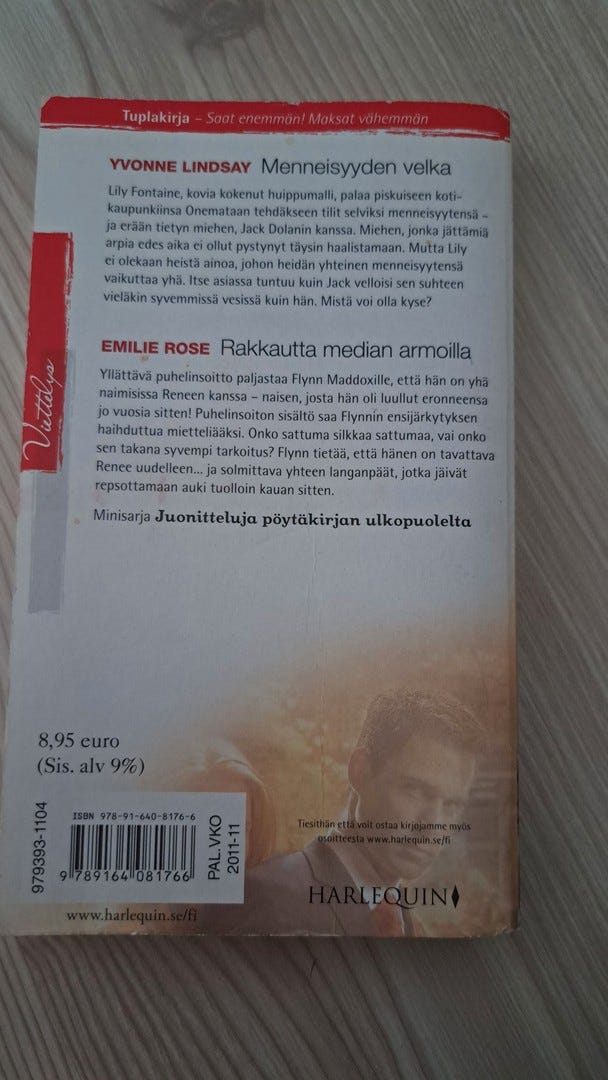 Tuplakirja – Saat enemmän! Maksat vähemmän
YVONNE LINDSAY Menneisyyden velka
Lily Fontaine, kovia kokenut huippumalli, palaa piskuiseen koti-
kaupunkiinsa Onemataan tehdäkseen tilit selviksi menneisyytensä –
ja erään tietyn miehen, Jack Dolanin kanssa. Miehen, jonka jättämiä
arpia edes aika ei ollut pystynyt täysin haalistamaan. Mutta Lily
ei olekaan heistä ainoa, johon heidän yhteinen menneisyytensä
vaikuttaa yhä. Itse asiassa tuntuu kuin Jack velloisi sen suhteen
vieläkin syvemmissä vesissä kuin hän. Mistä voi olla kyse?
EMILIE ROSE Rakkautta median armoilla
Yllättävä puhelinsoitto paljastaa Flynn Maddoxille, että hän on yhä
naimisissa Reneen kanssa – naisen, josta hän oli luullut eronneensa
jo vuosia sitten! Puhelinsoiton sisältö saa Flynnin ensijärkytyksen
haihduttua mietteliääksi. Onko sattuma silkkaa sattumaa, vai onko
sen takana syvempi tarkoitus? Flynn tietää, että hänen on tavattava
Renee uudelleen... ja solmittava yhteen langanpäät, jotka jäivät
repsottamaan auki tuolloin kauan sitten.
Minisarja Juonitteluja pöytäkirjan ulkopuolelta
Viettelys
8,95 euro
(Sis. alv 9%)
979393-1104
ISBN 978-91-640-8176-6
9 789164 081766
PAL.VKO
2011-11
www.harlequin.se/fi
Tiesithän että voit ostaa kirjojamme myös
osoitteesta www.harlequin.se/fi
HARLEQUIN